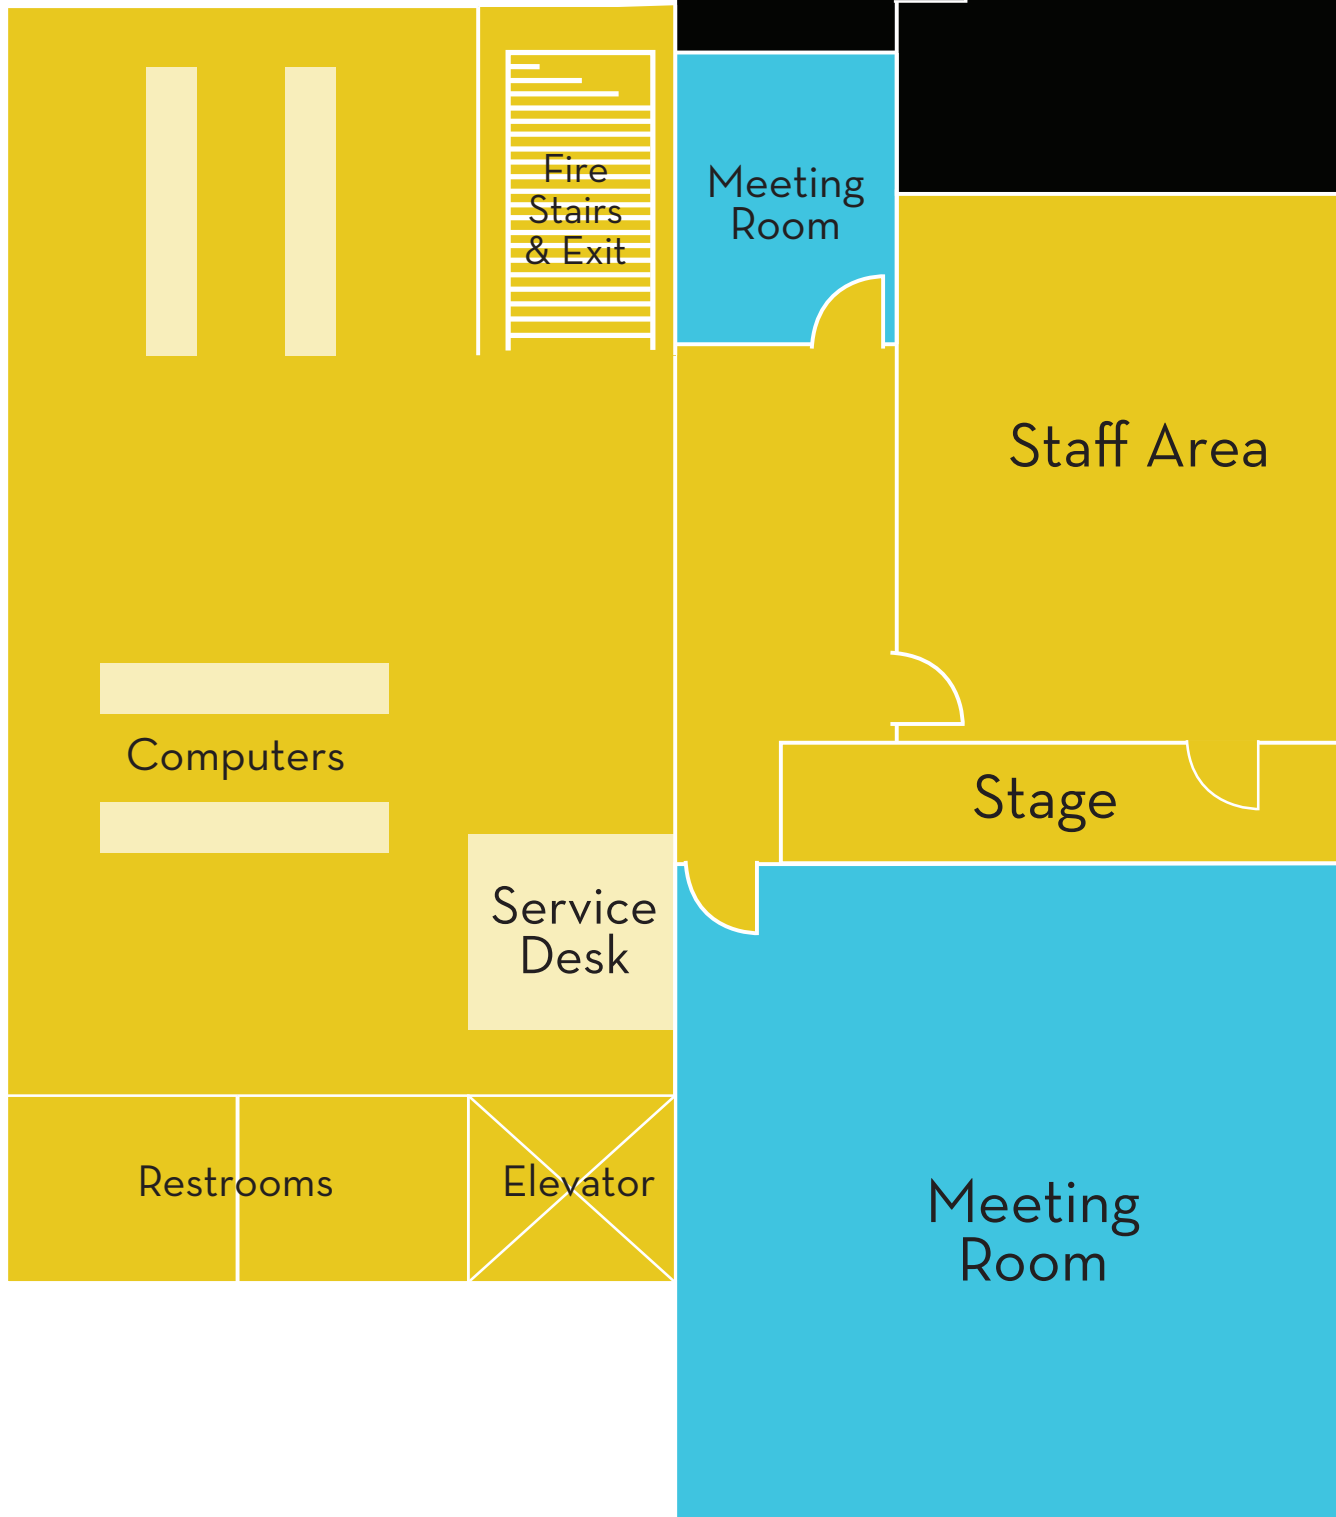 Fire
Stairs
& Exit
Meeting
Room
Staff Area
Computers
Stage
Service
Desk
Restrooms
Elevator
Meeting
Room